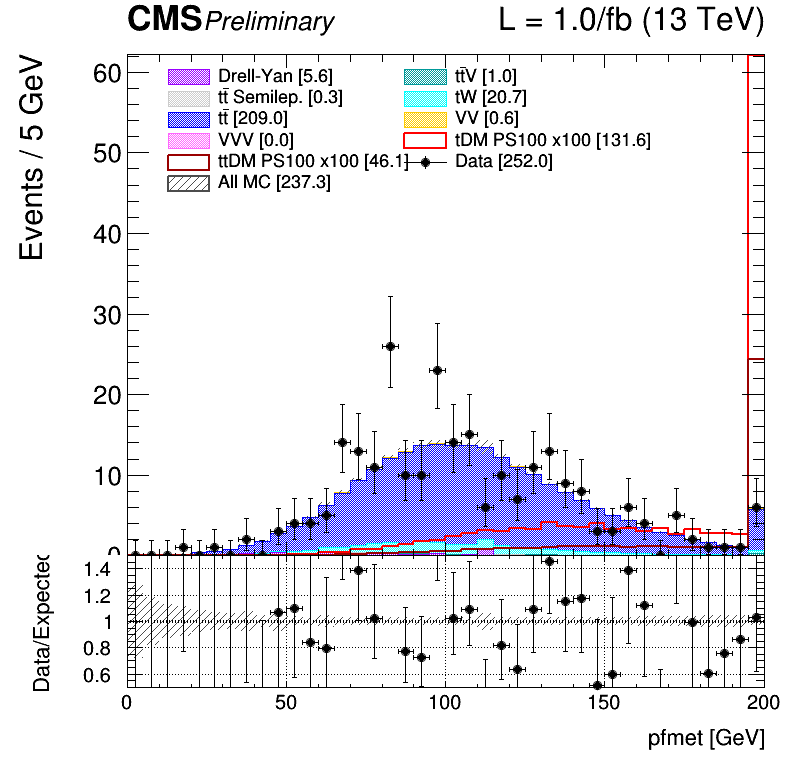 CMS Preliminary L = 1.0/fb (13 TeV)
Events / 5 GeV
60
50
40
30
20
10
0
Drell-Yan [5.6]
tt̄ Semilep. [0.3]
tt̄ [209.0]
VVV [0.0]
ttDM PS100 x100 [46.1]
All MC [237.3]
tt̄V [1.0]
tW [20.7]
VV [0.6]
tDM PS100 x100 [131.6]
Data [252.0]
Data/Expected
1.4
1.2
1
0.8
0.6
0 50 100 150 200
pfmet [GeV]